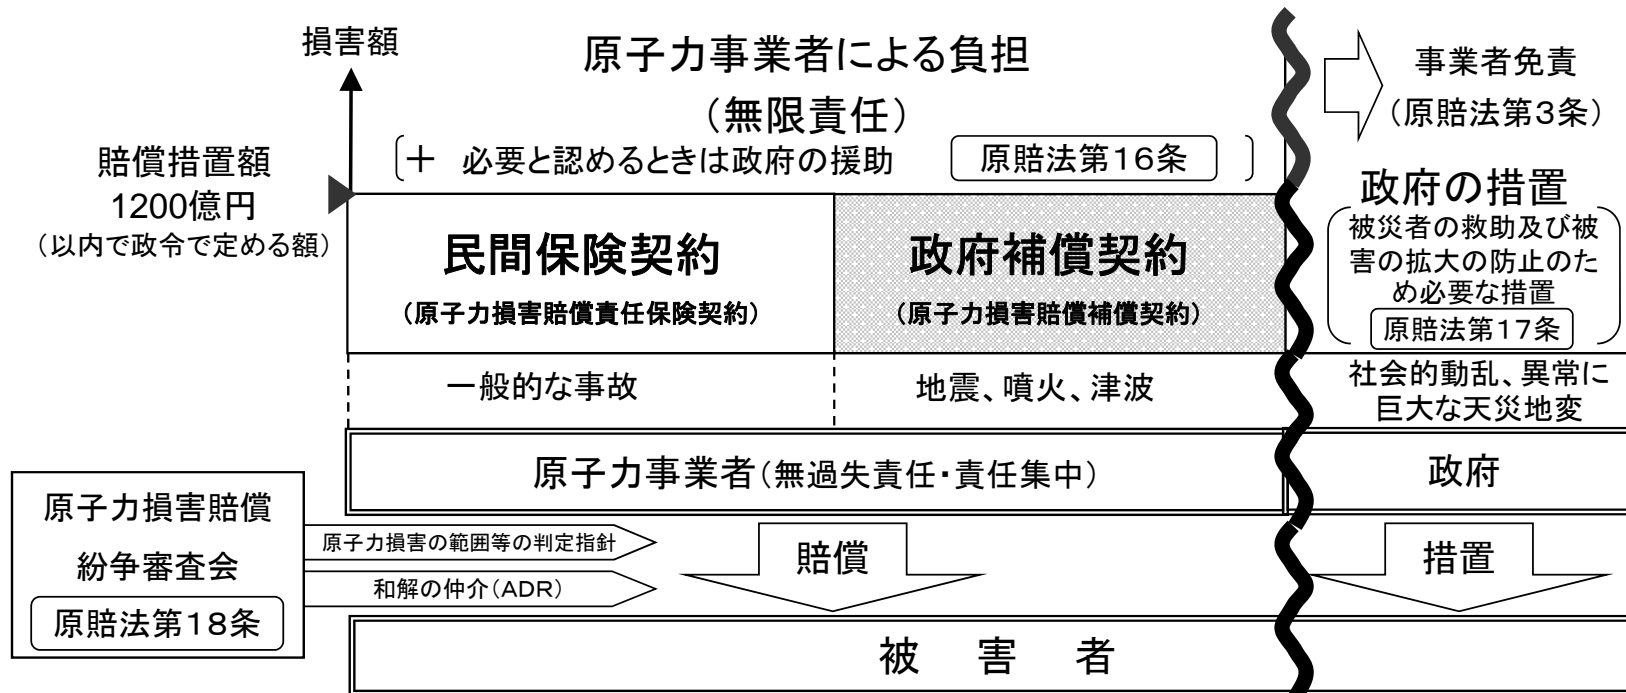 損害額
原子力事業者による負担
（無限責任）
＋ 必要と認めるときは政府の援助 原賠法第16条
事業者免責
（原賠法第3条）
賠償措置額
1200億円
（以内で政令で定める額）
民間保険契約
（原子力損害賠償責任保険契約）
政府補償契約
（原子力損害賠償補償契約）
政府の措置
被災者の救助及び被
害の拡大の防止のた
め必要な措置
原賠法第17条
一般的な事故
地震、噴火、津波
社会的動乱、異常に
巨大な天災地変
原子力事業者（無過失責任・責任集中）
政府
原子力損害賠償
紛争審査会
原賠法第18条
原子力損害の範囲等の判定指針
和解の仲介（ADR）
賠償
措置
被害者